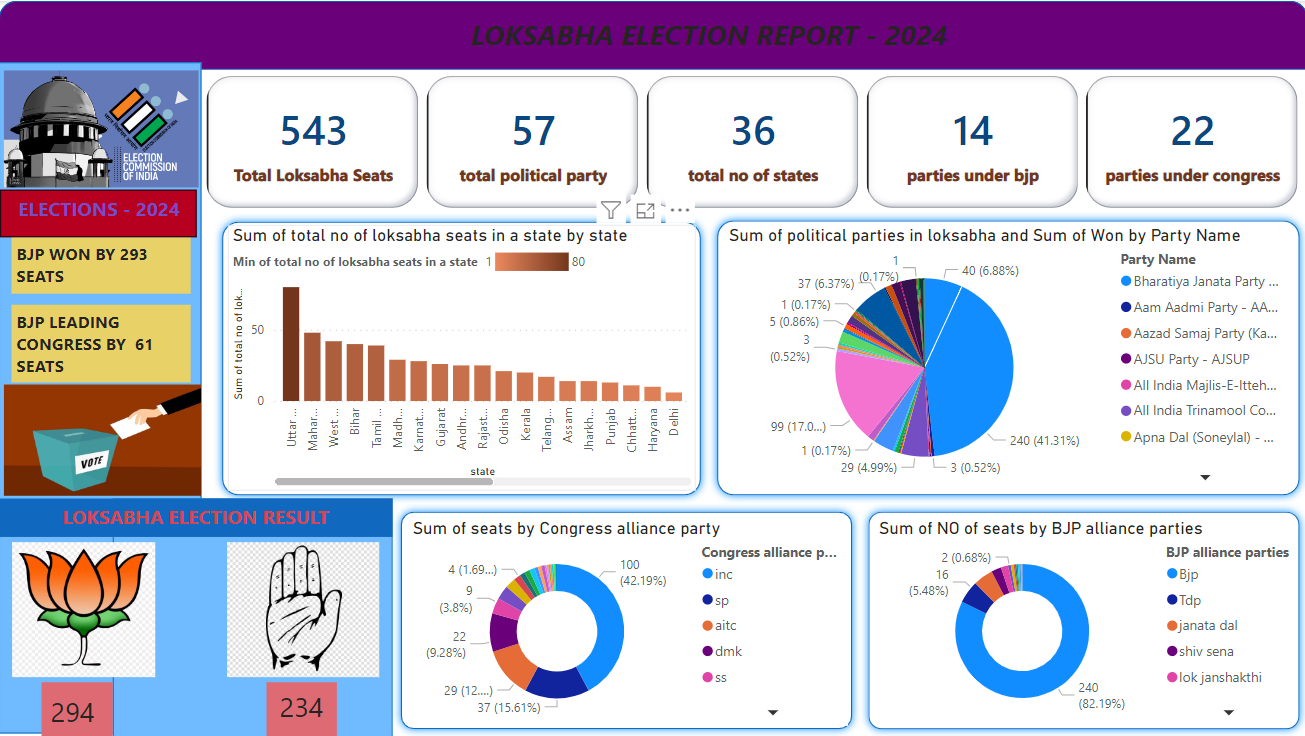 LOKSABHA ELECTION REPORT - 2024
ELECTION
COMMISSION
OF INDIA
543
Total Loksabha Seats
57
total political party
36
total no of states
14
parties under bjp
22
parties under congress
ELECTIONS - 2024
BJP WON BY 293
SEATS
BJP LEADING
CONGRESS BY 61
SEATS
VOTE
Sum of total no of loksabha seats in a state by state
Min of total no of loksabha seats in a state 1 80
Sum of total no of lok...
50
0
Uttar ...
Mahar...
West ...
Bihar
Tamil ...
Madh...
Karnat...
Gujarat
Andhr...
Rajast...
Odisha
Kerala
Telang...
Assam
Jharkh...
Punjab
Chhatt...
Haryana
Delhi
state
Sum of political parties in loksabha and Sum of Won by Party Name
1
(0.17%)
40 (6.88%)
37 (6.37%)
1 (0.17%)
5 (0.86%)
3
(0.52%)
99 (17.0...)
1 (0.17%)
29 (4.99%)
3 (0.52%)
240 (41.31%)
Party Name
Bharatiya Janata Party ...
Aam Aadmi Party - AA...
Aazad Samaj Party (Ka...
AJSU Party - AJSUP
All India Majlis-E-Itteh...
All India Trinamool Co...
Apna Dal (Soneylal) - ...
LOKSABHA ELECTION RESULT
294
234
Sum of seats by Congress alliance party
4 (1.69...)
9
(3.8%)
22
(9.28%)
29 (12....)
37 (15.61%)
100
(42.19%)
Congress alliance p...
inc
sp
aitc
dmk
ss
Sum of NO of seats by BJP alliance parties
2 (0.68%)
16
(5.48%)
240
(82.19%)
BJP alliance parties
Bjp
Tdp
janata dal
shiv sena
lok janshakthi